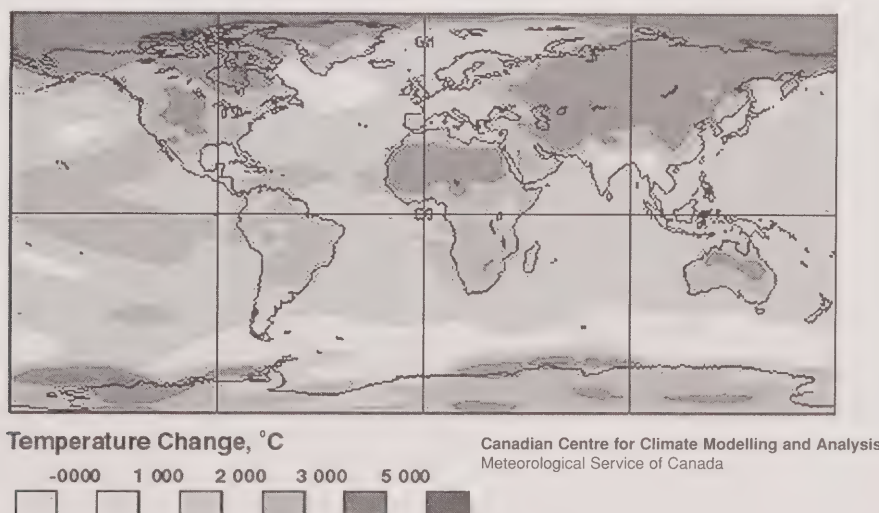 Temperature Change, °C
Canadian Centre for Climate Modelling and Analysis
Meteorological Service of Canada
-0000 1 000 2 000 3 000 5 000